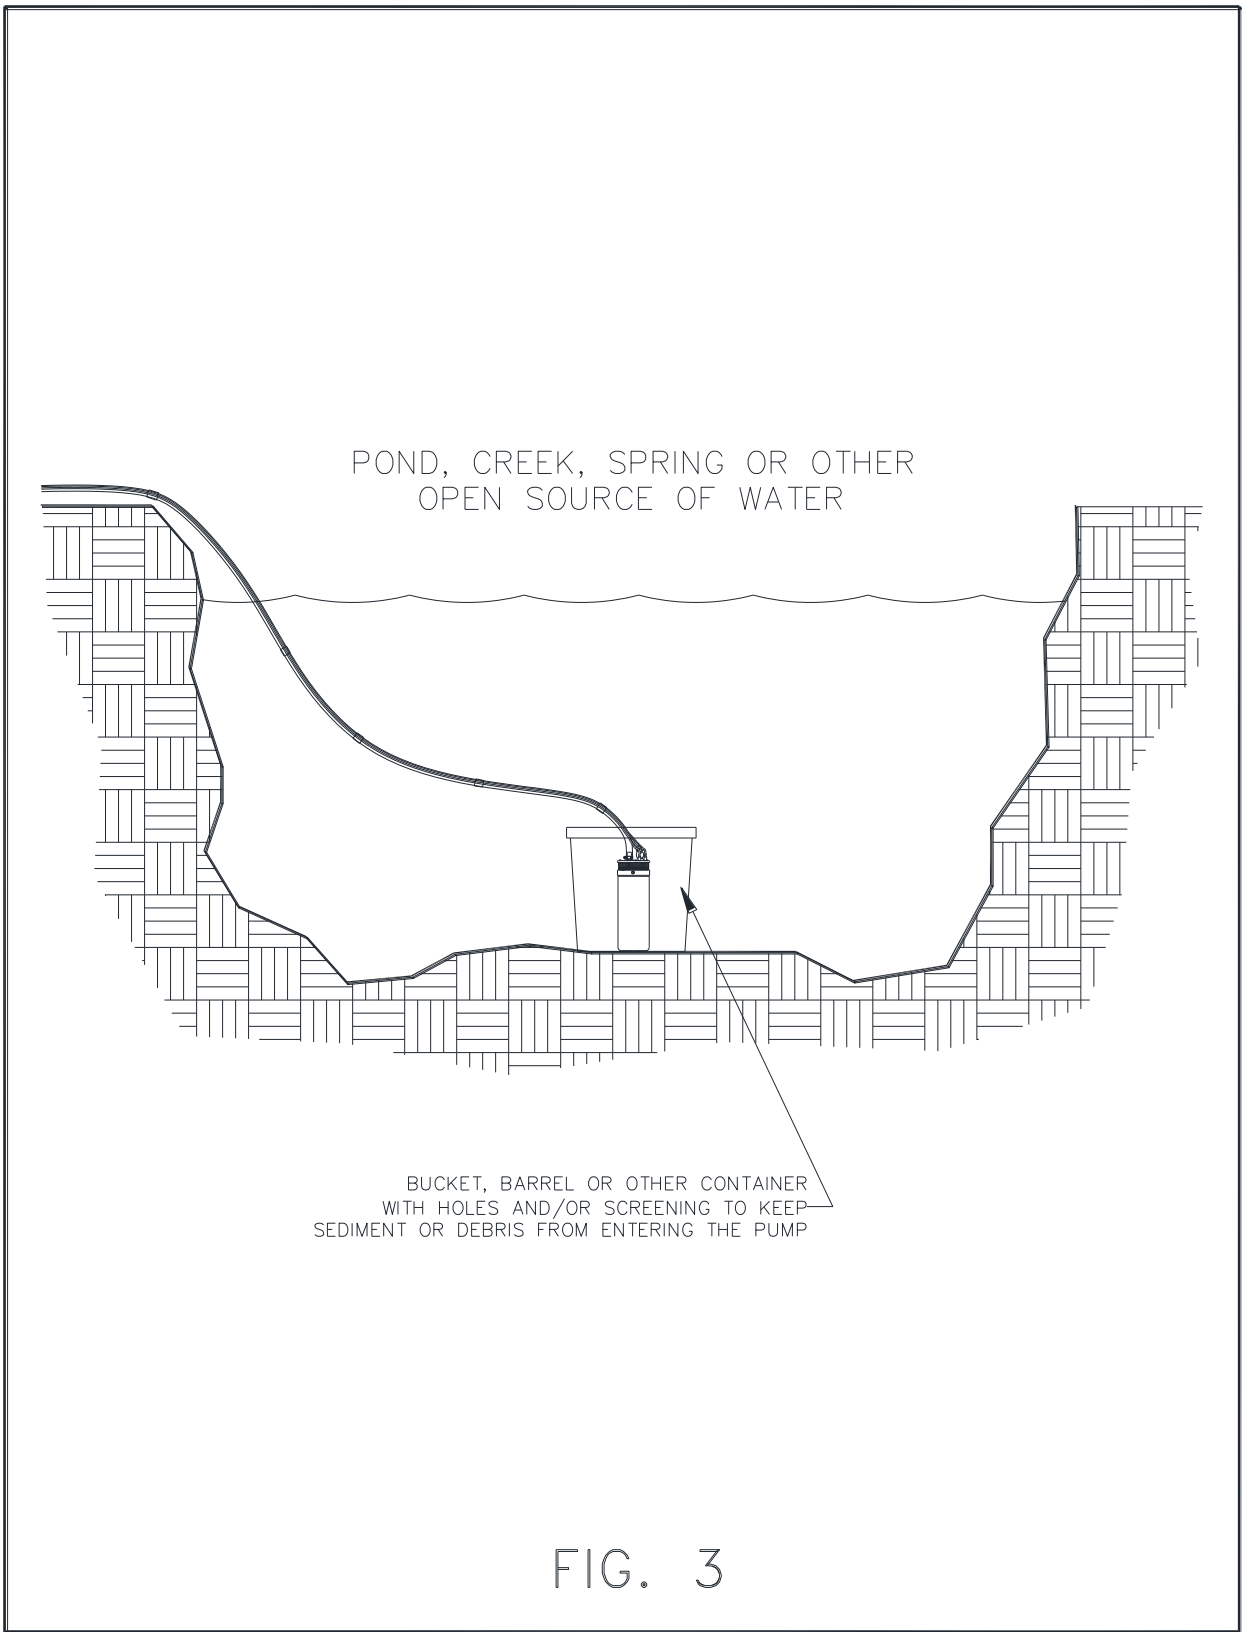 POND, CREEK, SPRING OR OTHER
OPEN SOURCE OF WATER
BUCKET, BARREL OR OTHER CONTAINER
WITH HOLES AND/OR SCREENING TO KEEP
SEDIMENT OR DEBRIS FROM ENTERING THE PUMP
FIG. 3